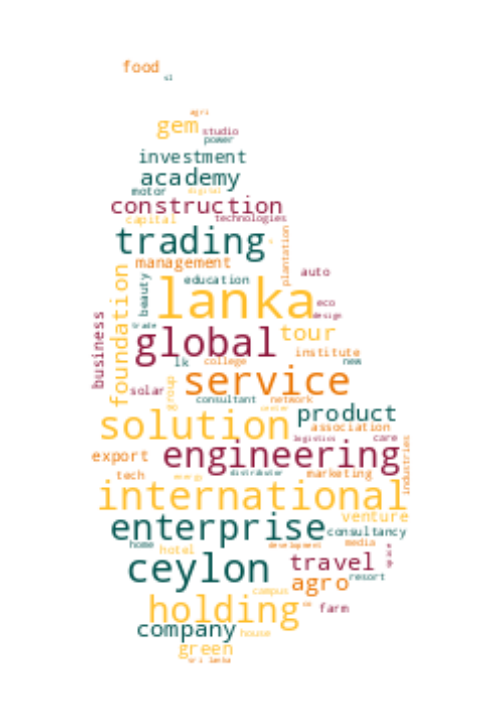 food
sl
agri
gem
studio
power
investment
academy
motor
digital
construction
capital
technologies
trading
plantation
management
auto
foundation
beauty
education
lanka
eco
design
business
trade
global
tour
institute
lk
college
new
service
solar
group
consultant
network
center
product
solution
association
logistics
care
engineering
export
industries
tech
energy
distributor
marketing
international
venture
enterprise
consultancy
home
hotel
development
media
ceylon
travel
resort
agro
campus
holding
farm
company
house
green
sri lanka